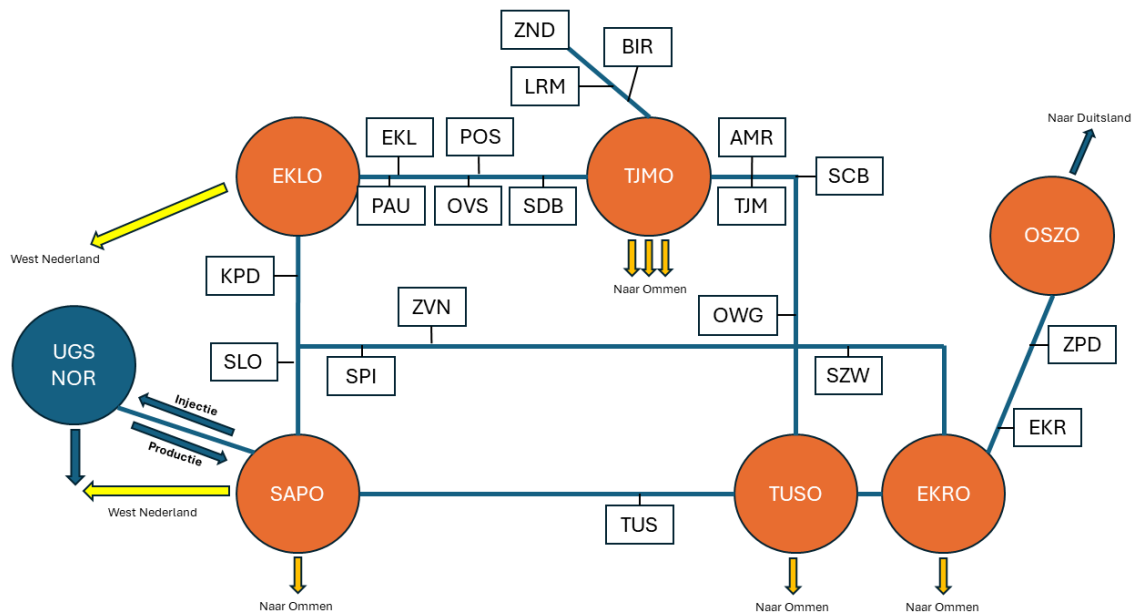 ZND
BIR
LRM
EKL
POS
AMR
Naar Duitsland
EKLO
TJMO
SCB
PAU
OVS
SDB
TJM
OSZO
West Nederland
KPD
Naar Ommen
ZVN
OWG
UGS
NOR
SLO
SPI
SZW
ZPD
Injectie
Productie
EKR
SAPO
TUSO
EKRO
West Nederland
TUS
Naar Ommen
Naar Ommen
Naar Ommen